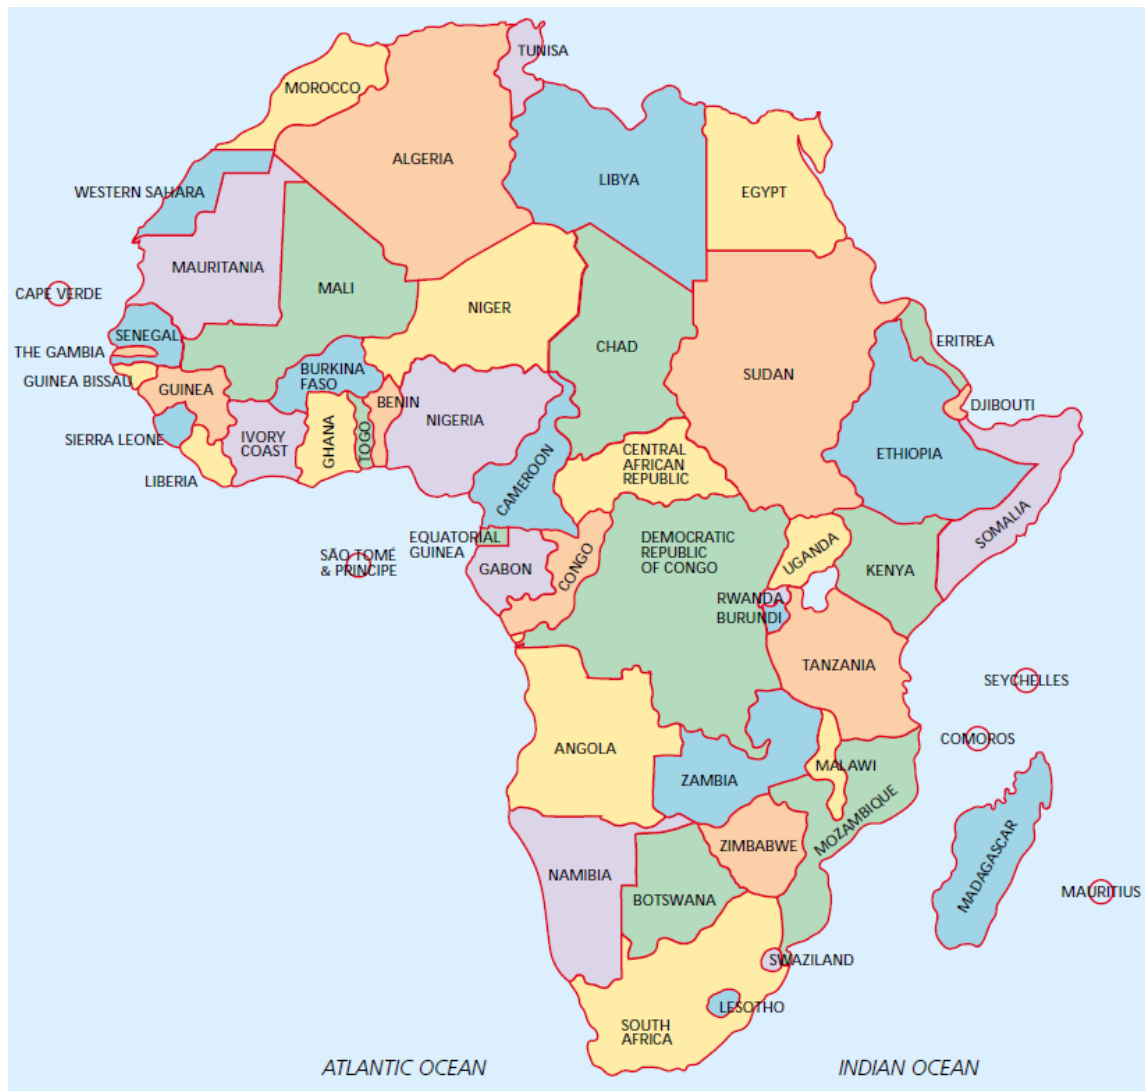 TUNISA
MOROCCO
ALGERIA
LIBYA
EGYPT
WESTERN SAHARA
MAURITANIA
MALI
CAPE VERDE
NIGER
SENEGAL
CHAD
ERITREA
THE GAMBIA
BURKINA
FASO
SUDAN
GUINEA BISSAU
GUINEA
BENIN
DJIBOUTI
NIGERIA
SIERRA LEONE
IVORY
COAST
GHANA
TOGO
CENTRAL
AFRICAN
REPUBLIC
ETHIOPIA
LIBERIA
CAMEROON
SOMALIA
EQUATORIAL
GUINEA
DEMOCRATIC
REPUBLIC
OF CONGO
UGANDA
SÃO TOMÉ
& PRINCIPE
GABON
CONGO
KENYA
RWANDA
BURUNDI
TANZANIA
SEYCHELLES
COMOROS
ANGOLA
MALAWI
ZAMBIA
MOZAMBIQUE
ZIMBABWE
MADAGASCAR
NAMIBIA
BOTSWANA
MAURITIUS
SWAZILAND
LESOTHO
SOUTH
AFRICA
ATLANTIC OCEAN
INDIAN OCEAN